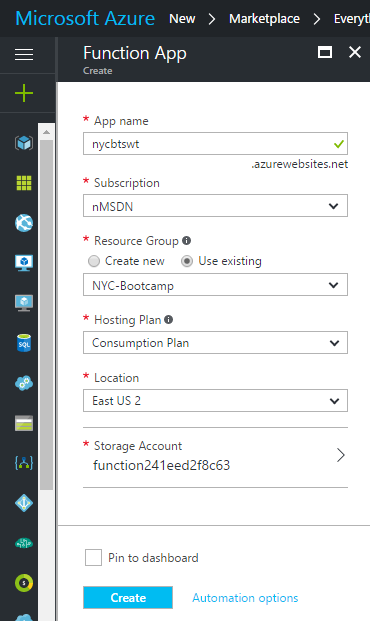 Microsoft Azure New > Marketplace > Everyt
Function App
Create
* App name
nycbtswt
.azurewebsites.net
* Subscription
nMSDN
* Resource Group
Create new Use existing
NYC-Bootcamp
* Hosting Plan
Consumption Plan
* Location
East US 2
* Storage Account
function241eed2f8c63
Pin to dashboard
Create Automation options
SQL